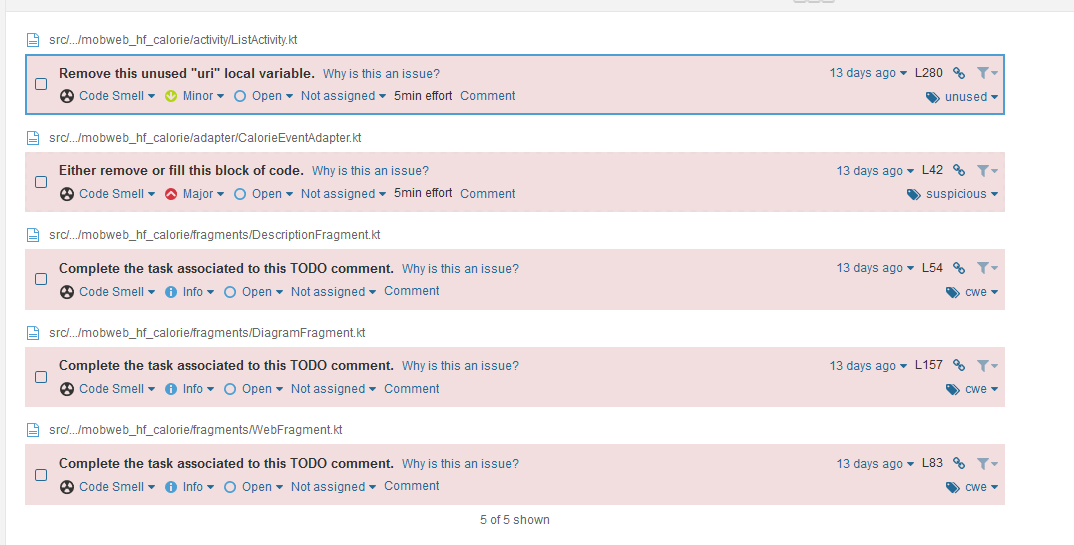 src/.../mobweb_hf_calorie/activity/ListActivity.kt
Remove this unused "uri" local variable. Why is this an issue? 13 days ago L280
Code Smell Minor Open Not assigned 5min effort Comment unused
src/.../mobweb_hf_calorie/adapter/CalorieEventAdapter.kt
Either remove or fill this block of code. Why is this an issue? 13 days ago L42
Code Smell Major Open Not assigned 5min effort Comment suspicious
src/.../mobweb_hf_calorie/fragments/DescriptionFragment.kt
Complete the task associated to this TODO comment. Why is this an issue? 13 days ago L54
Code Smell Info Open Not assigned Comment cwe
src/.../mobweb_hf_calorie/fragments/DiagramFragment.kt
Complete the task associated to this TODO comment. Why is this an issue? 13 days ago L157
Code Smell Info Open Not assigned Comment cwe
src/.../mobweb_hf_calorie/fragments/WebFragment.kt
Complete the task associated to this TODO comment. Why is this an issue? 13 days ago L83
Code Smell Info Open Not assigned Comment cwe
5 of 5 shown